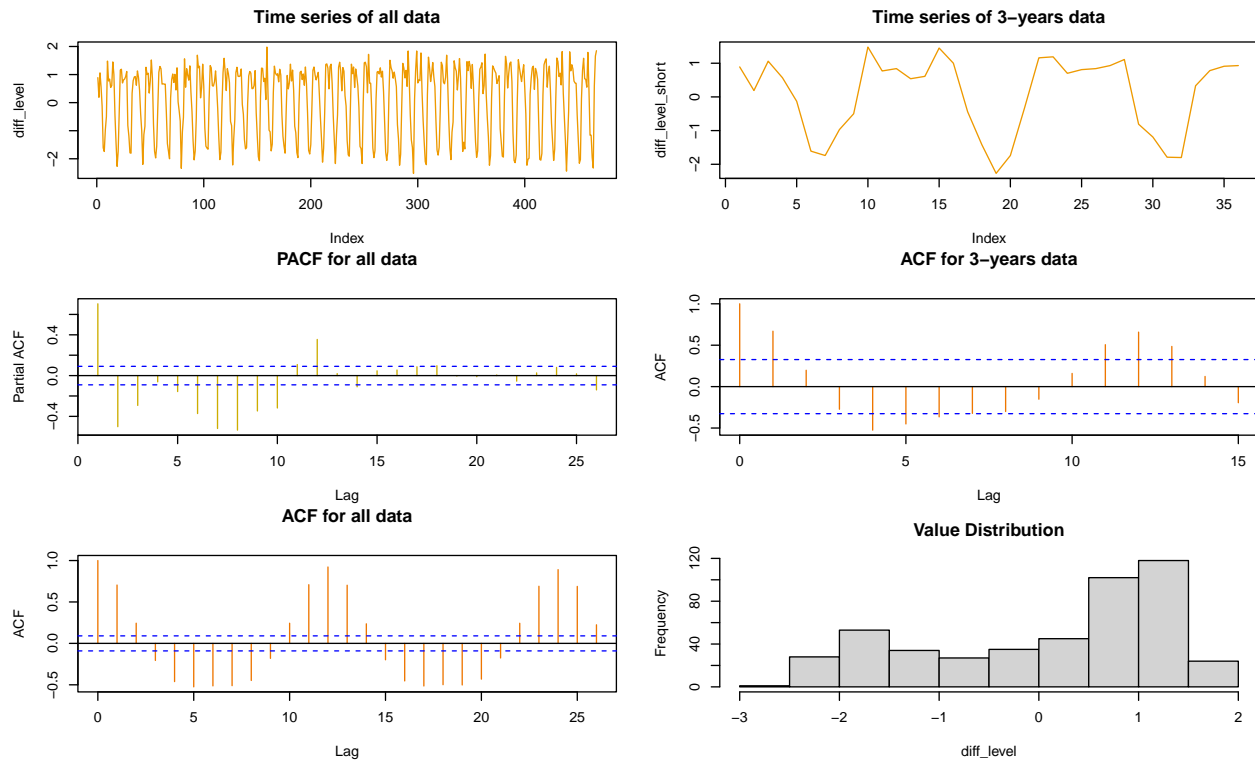 Time series of all data
diff_level
2
1
0
-2
0 100 200 300 400
Index
Time series of 3−years data
diff_level_short
1
0
-1
-2
0 5 10 15 20 25 30 35
Index
PACF for all data
Partial ACF
0.4
0.0
−0.4
0 5 10 15 20 25
Lag
ACF for 3−years data
ACF
1.0
0.5
0.0
−0.5
0 5 10 15
Lag
ACF for all data
ACF
1.0
0.5
0.0
−0.5
0 5 10 15 20 25
Lag
Value Distribution
Frequency
120
80
40
0
−3 −2 −1 0 1 2
diff_level